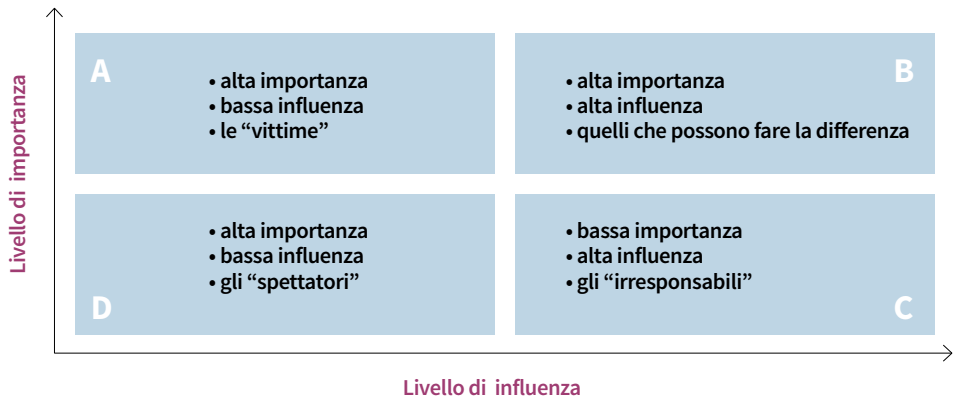 Livello di importanza
A
• alta importanza
• bassa influenza
• le “vittime”
B
• alta importanza
• alta influenza
• quelli che possono fare la differenza
D
• alta importanza
• bassa influenza
• gli “spettatori”
C
• bassa importanza
• alta influenza
• gli “irresponsabili”
Livello di influenza